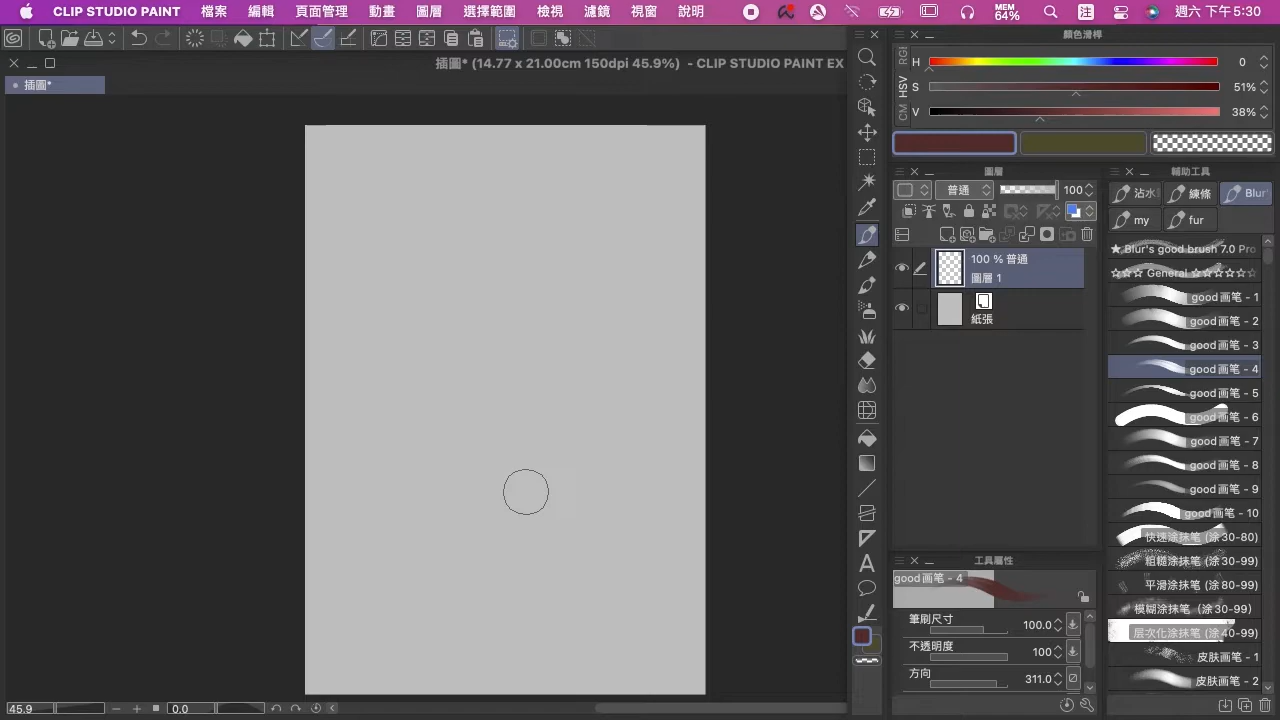 CLIP STUDIO PAINT 檔案 編輯 頁面管理 動畫 圖層 選擇範圍 檢視 濾鏡 視窗 說明 MEM 64% 注 週六 下午5:30
插圖* (14.77 x 21.00cm 150dpi 45.9%) - CLIP STUDIO PAINT EX
插圖*
顏色滑桿
RGI
HSV
CM
H 0
S 51%
V 38%
圖層
普通 100
100 % 普通
圖層 1
紙張
輔助工具
沾水 練條 Blur'
my fur
★ Blur's good brush 7.0 Pro
☆☆☆ General ☆☆☆☆☆
good画笔 - 1
good画笔 - 2
good画笔 - 3
good画笔 - 4
good画笔 - 5
good画笔 - 6
good画笔 - 7
good画笔 - 8
good画笔 - 9
good画笔 - 10
快速涂抹笔 (涂30-80)
粗糙涂抹笔 (涂30-99)
平滑涂抹笔 (涂80-99)
模糊涂抹笔 (涂30-99)
层次化涂抹笔 (涂40-99)
皮肤画笔 - 1
皮肤画笔 - 2
工具屬性
good画笔 - 4
筆刷尺寸 100.0
不透明度 100
方向 311.0
45.9 0.0